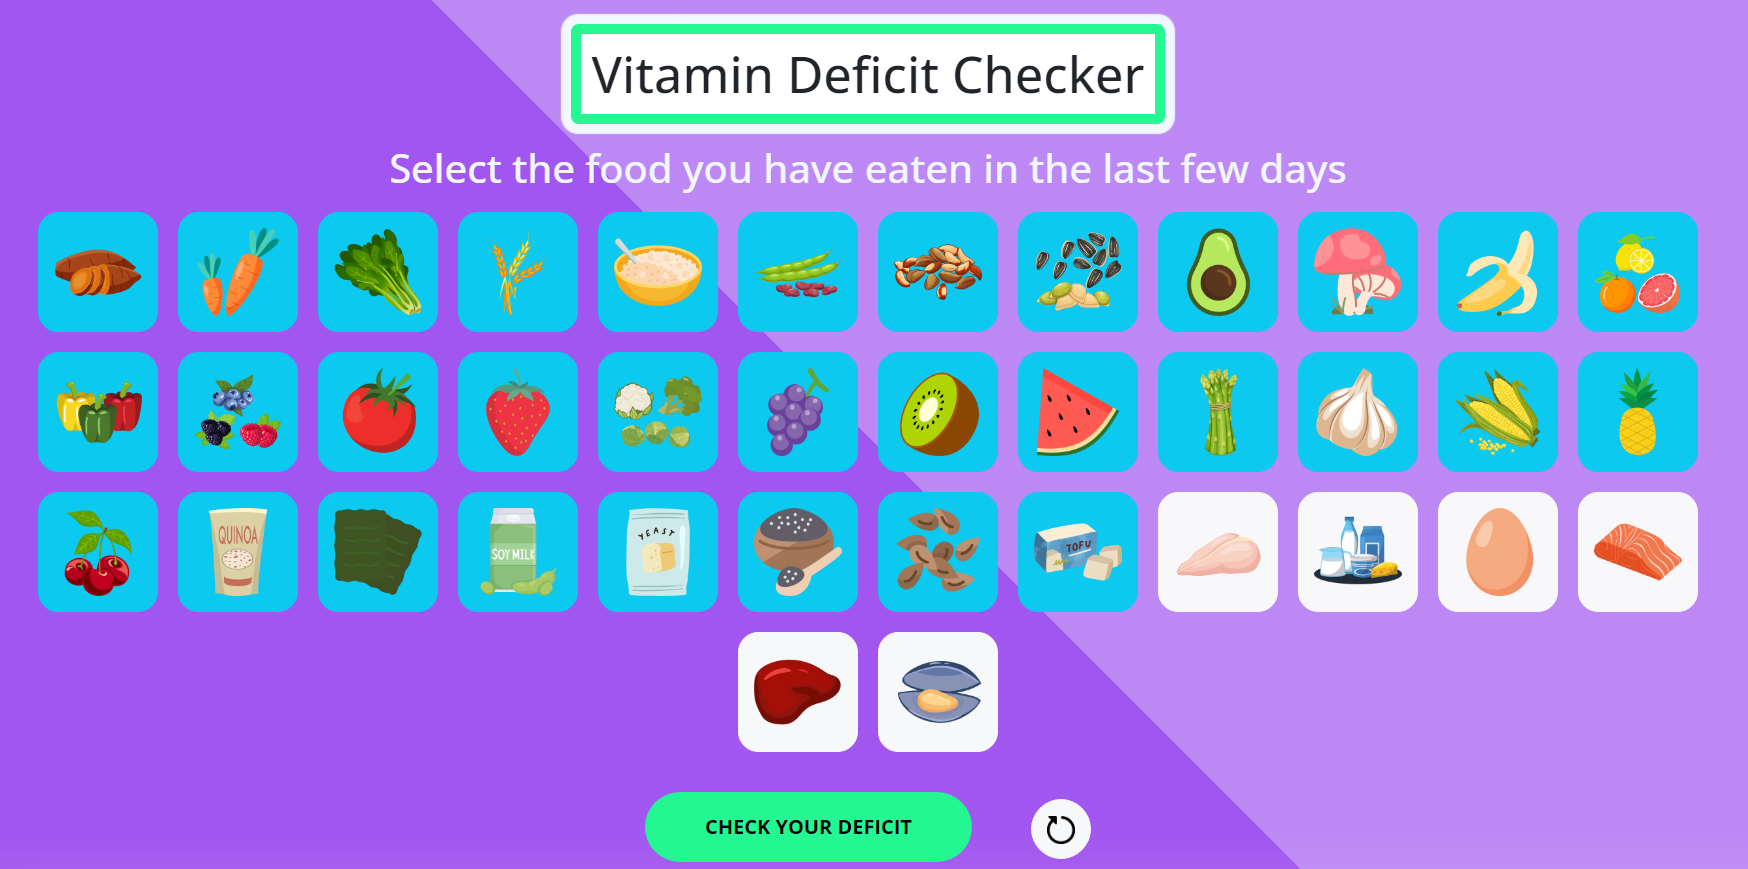 Vitamin Deficit Checker
Select the food you have eaten in the last few days
QUINOA
SOY MILK
YEAST
TOFU
CHECK YOUR DEFICIT